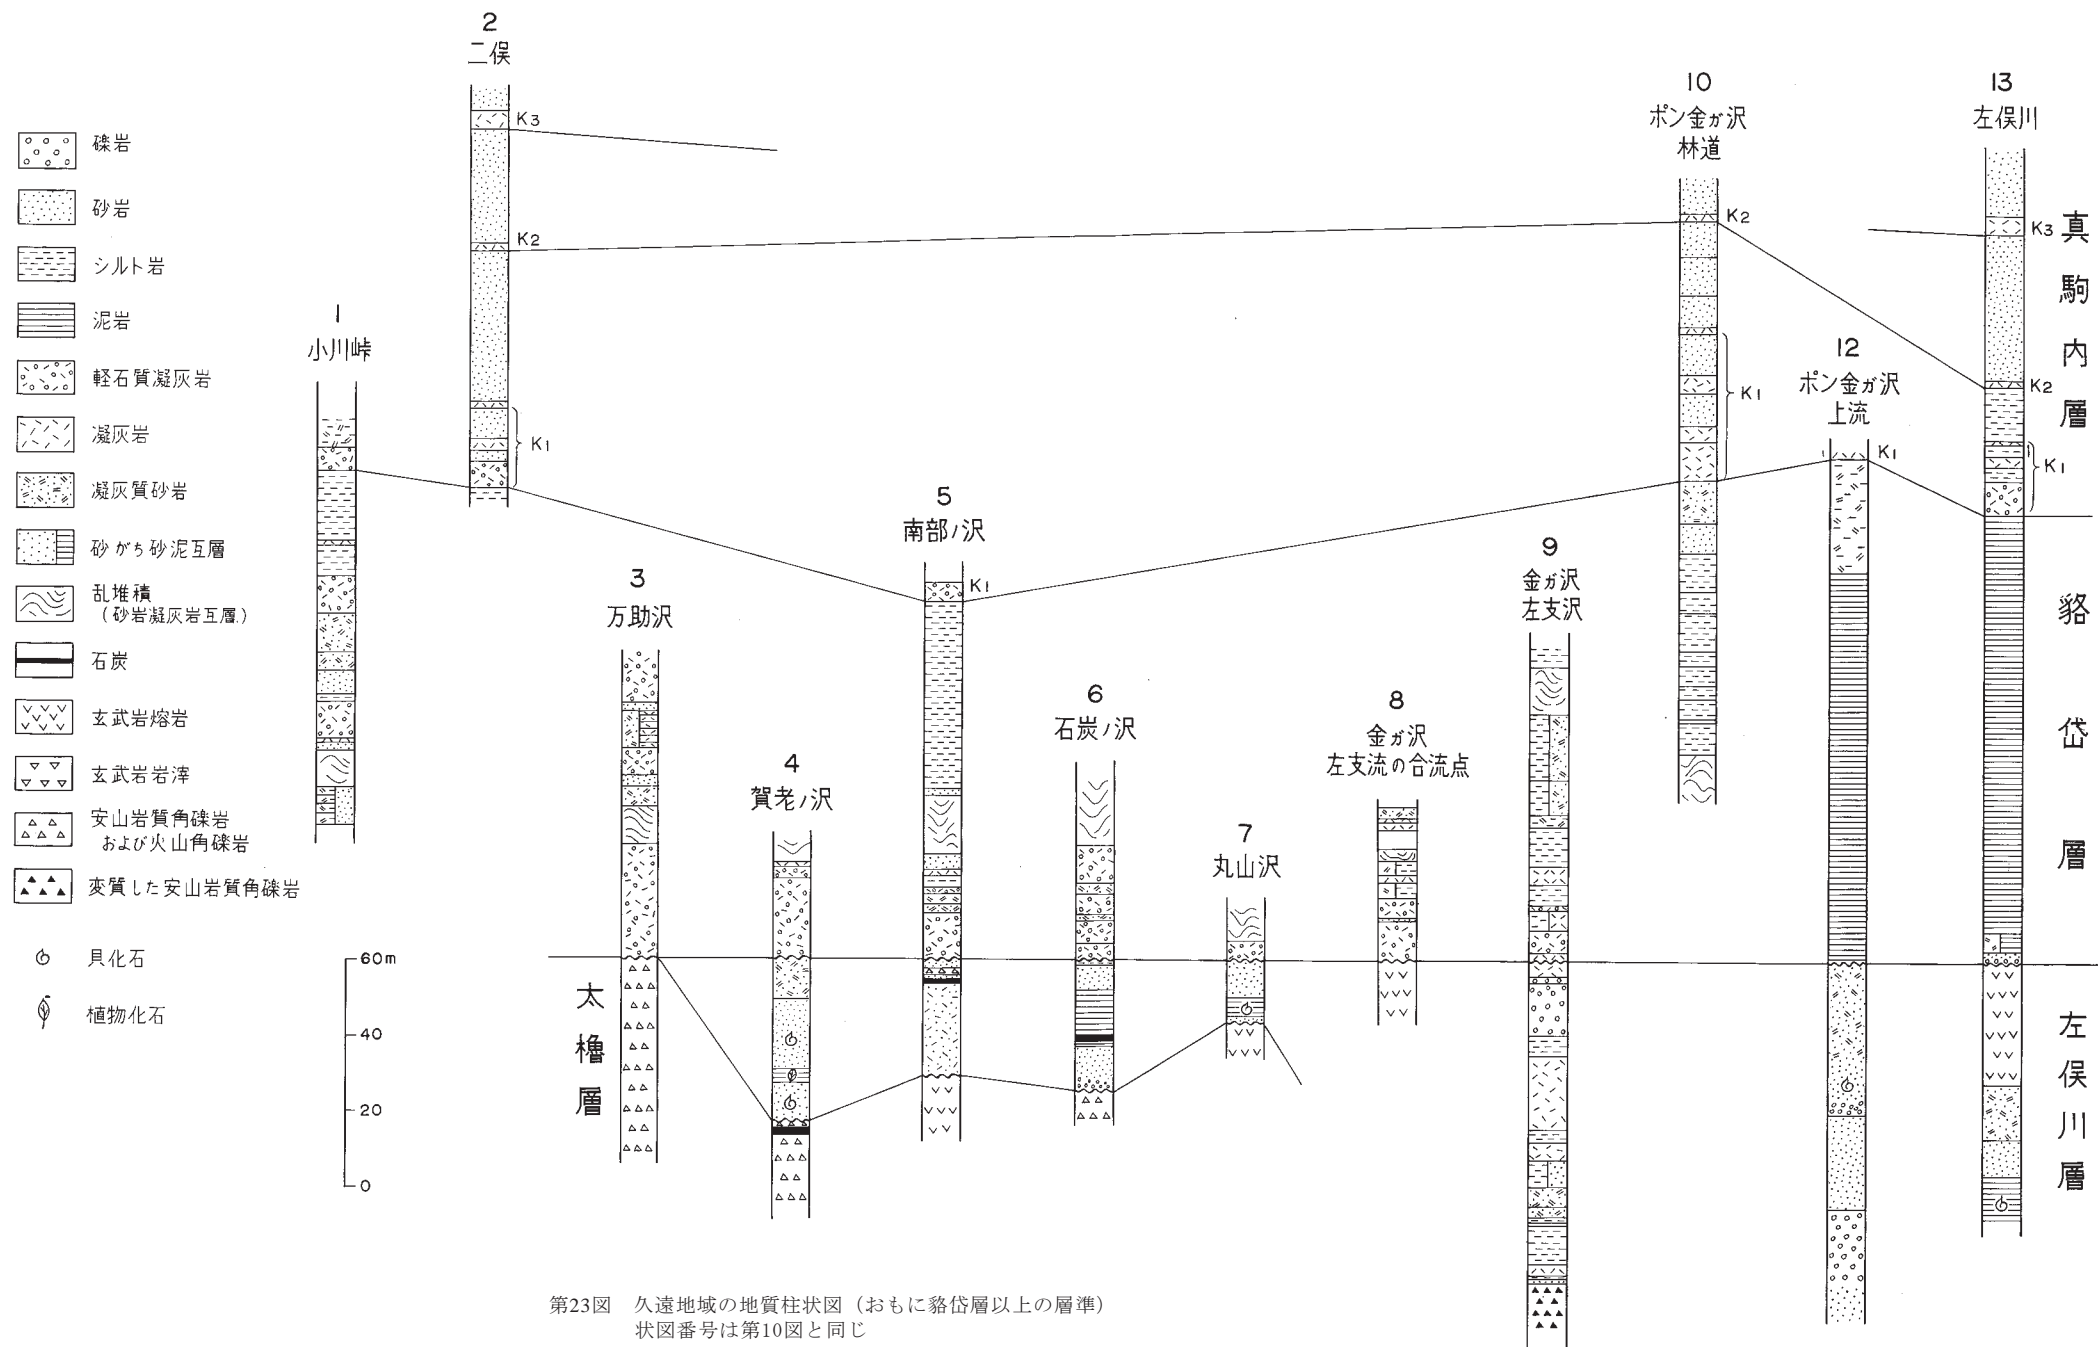 礫岩
砂岩
シルト岩
泥岩
軽石質凝灰岩
凝灰岩
凝灰質砂岩
砂がち砂泥互層
乱堆積
(砂岩凝灰岩互層)
石炭
玄武岩熔岩
玄武岩岩滓
安山岩質角礫岩
および火山角礫岩
変質した安山岩質角礫岩
貝化石
植物化石
60m
40
20
0
1
小川峠
2
二俣
K3
K2
K1
3
万助沢
4
賀老ノ沢
5
南部ノ沢
K1
6
石炭ノ沢
7
丸山沢
8
金ガ沢
左支流の合流点
9
金ガ沢
左支沢
10
ポン金ガ沢
林道
K2
K1
12
ポン金ガ沢
上流
K1
13
左俣川
K3
K2
K1
真駒内層
貉岱層
左俣川層
太櫓層
第23図 久遠地域の地質柱状図（おもに貉岱層以上の層準）
状図番号は第10図と同じ